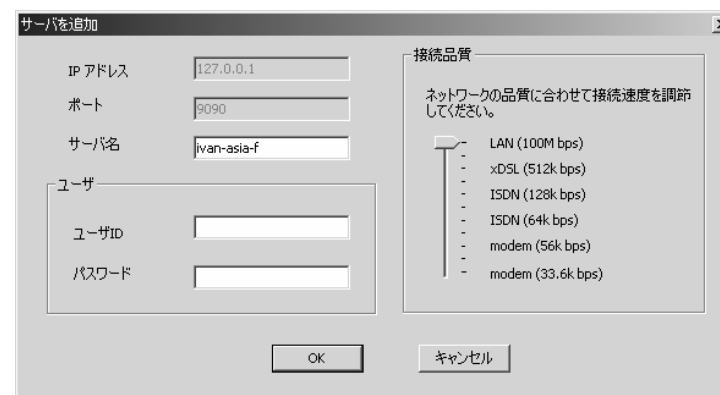 サーバを追加
IP アドレス
127.0.0.1
ポート
9090
サーバ名
ivan-asia-f
ユーザ
ユーザID
パスワード
接続品質
ネットワークの品質に合わせて接続速度を調節
してください。
LAN (100M bps)
xDSL (512k bps)
ISDN (128k bps)
ISDN (64k bps)
modem (56k bps)
modem (33.6k bps)
OK
キャンセル